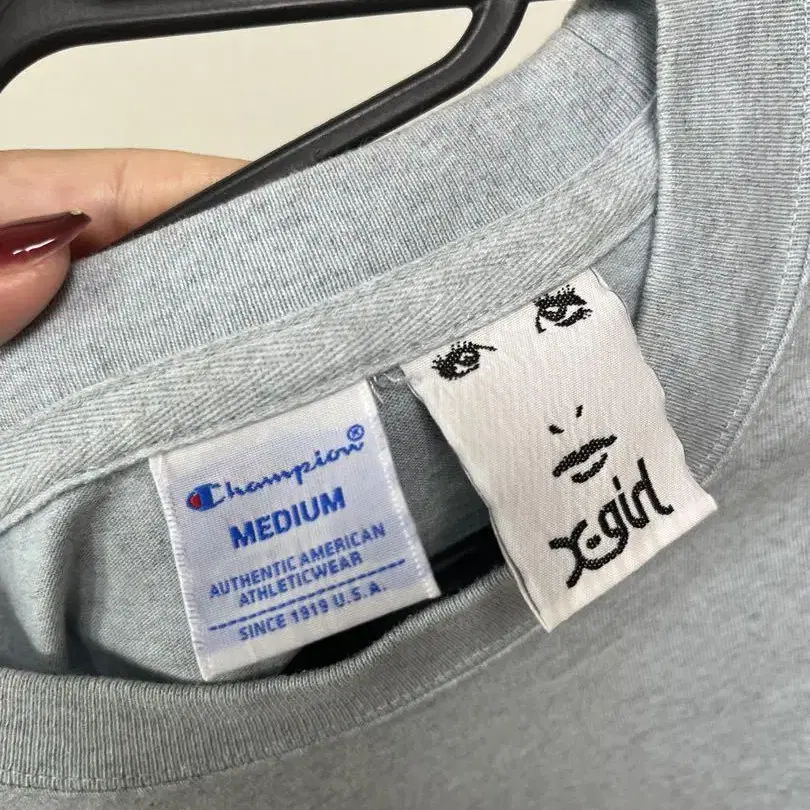 Champion®
MEDIUM
AUTHENTIC AMERICAN
ATHLETICWEAR
SINCE 1919 U.S.A.
X-girl